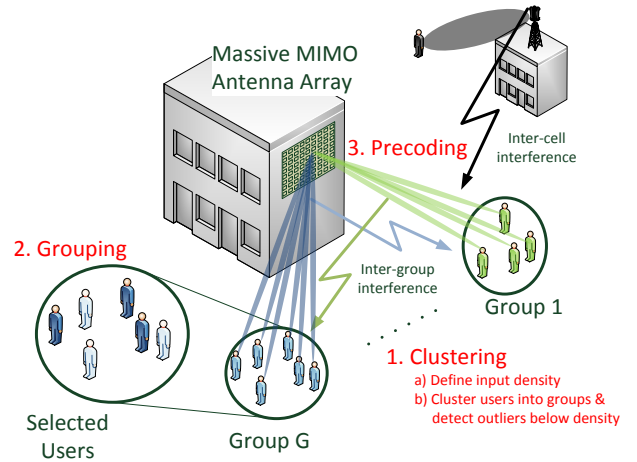 Massive MIMO
Antenna Array
3. Precoding
Inter-cell
interference
2. Grouping
Inter-group
interference
Group 1
1. Clustering
a) Define input density
b) Cluster users into groups &
detect outliers below density
Selected
Users
Group G